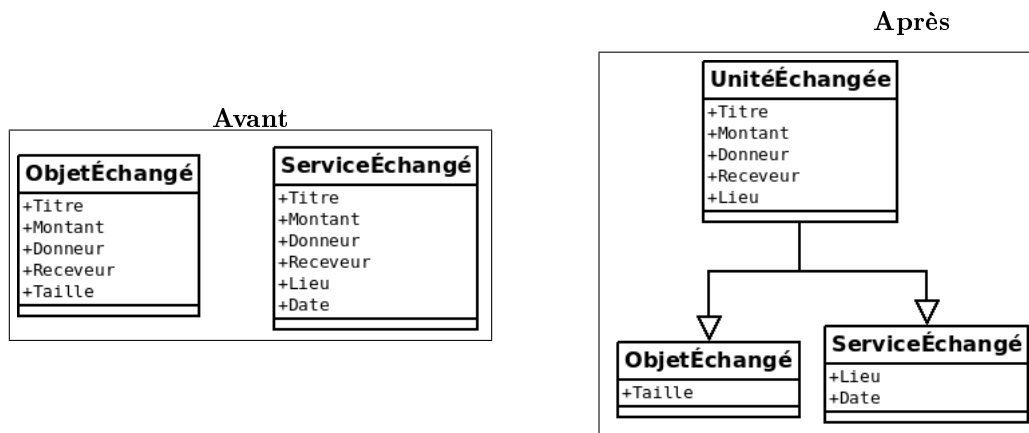 Avant
ObjetÉchangé
+Titre
+Montant
+Donneur
+Receveur
+Taille
ServiceÉchangé
+Titre
+Montant
+Donneur
+Receveur
+Lieu
+Date
Après
UnitéÉchangée
+Titre
+Montant
+Donneur
+Receveur
+Lieu
ObjetÉchangé
+Taille
ServiceÉchangé
+Lieu
+Date